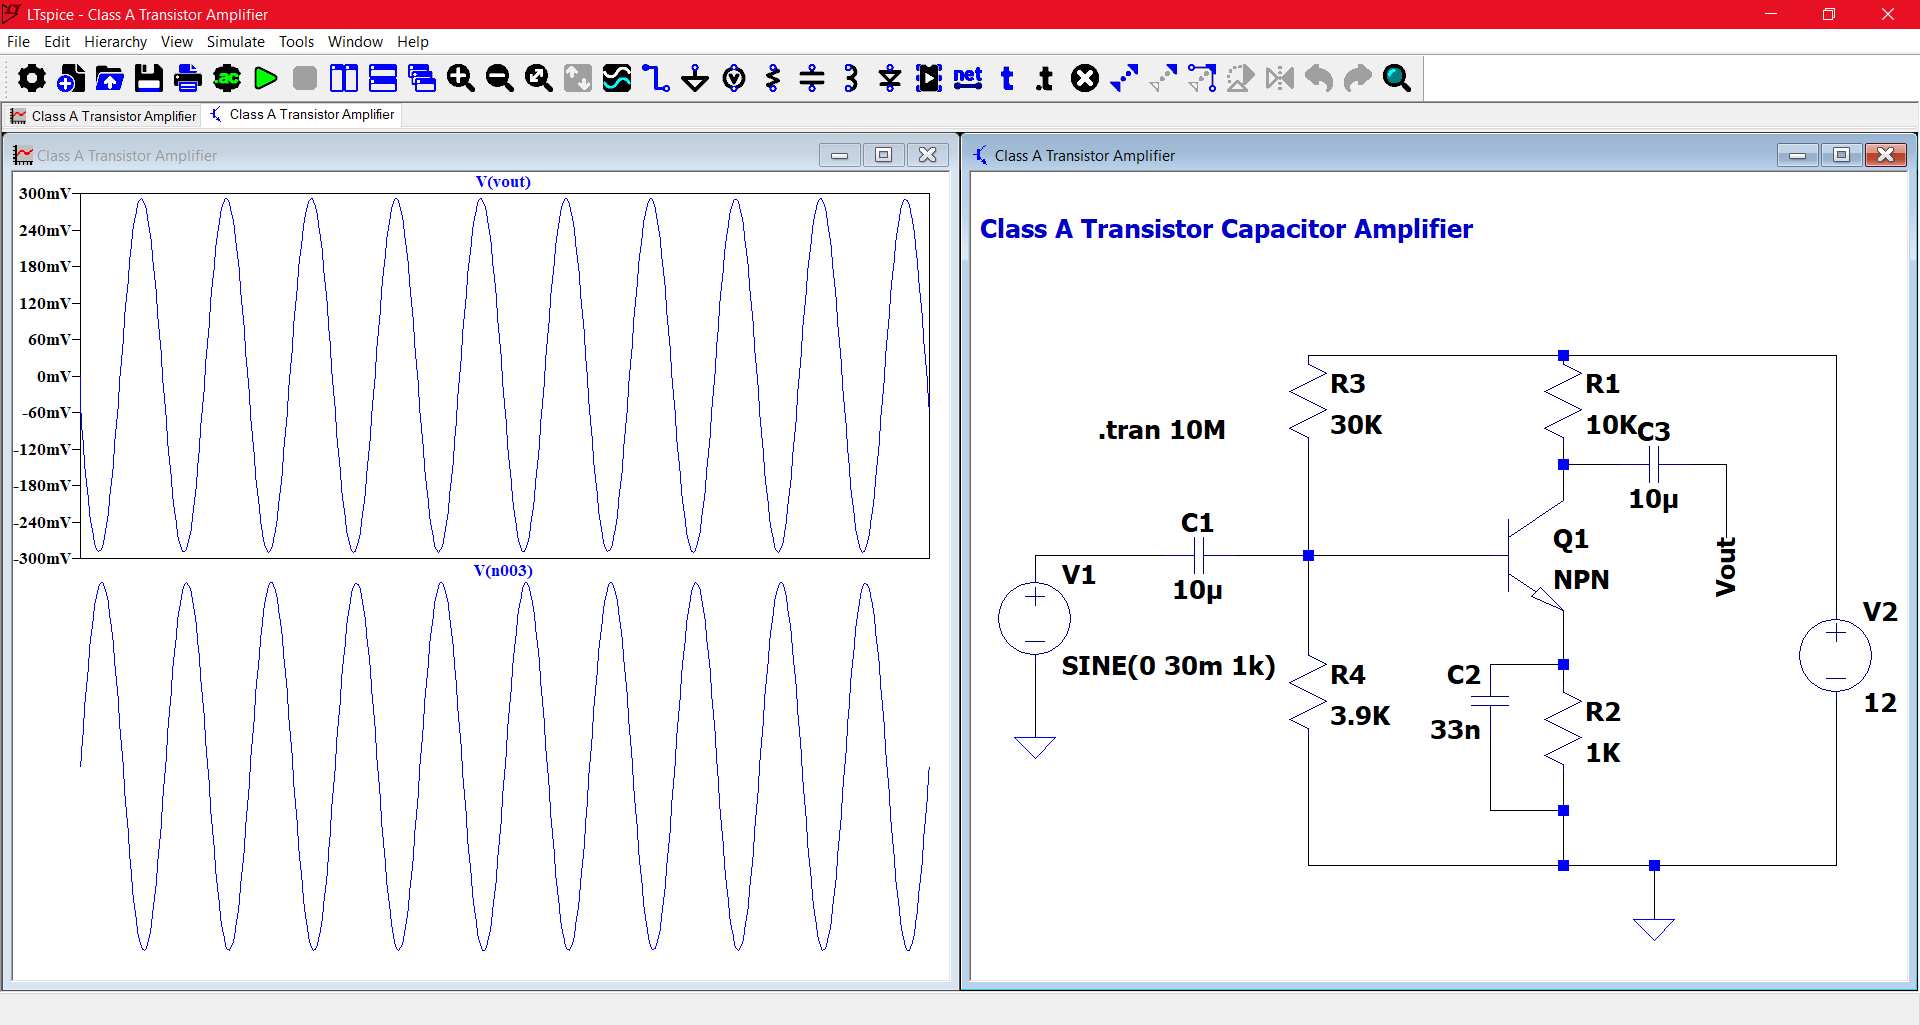 LTspice - Class A Transistor Amplifier
File Edit Hierarchy View Simulate Tools Window Help
.ac
net
t
.t
Class A Transistor Amplifier
Class A Transistor Amplifier
Class A Transistor Amplifier
V(vout)
300mV
240mV
180mV
120mV
60mV
0mV
-60mV
-120mV
-180mV
-240mV
-300mV
V(n003)
Class A Transistor Amplifier
Class A Transistor Capacitor Amplifier
R3
30K
R1
10K
C3
10µ
.tran 10M
C1
10µ
V1
SINE(0 30m 1k)
Q1
NPN
Vout
V2
12
R4
3.9K
C2
33n
R2
1K